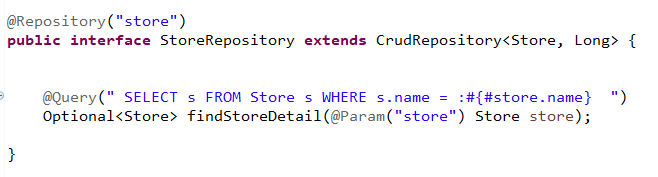 @Repository("store")
public interface StoreRepository extends CrudRepository<Store, Long> {
@Query(" SELECT s FROM Store s WHERE s.name = :#{#store.name}  ")
Optional<Store> findStoreDetail(@Param("store") Store store);
}